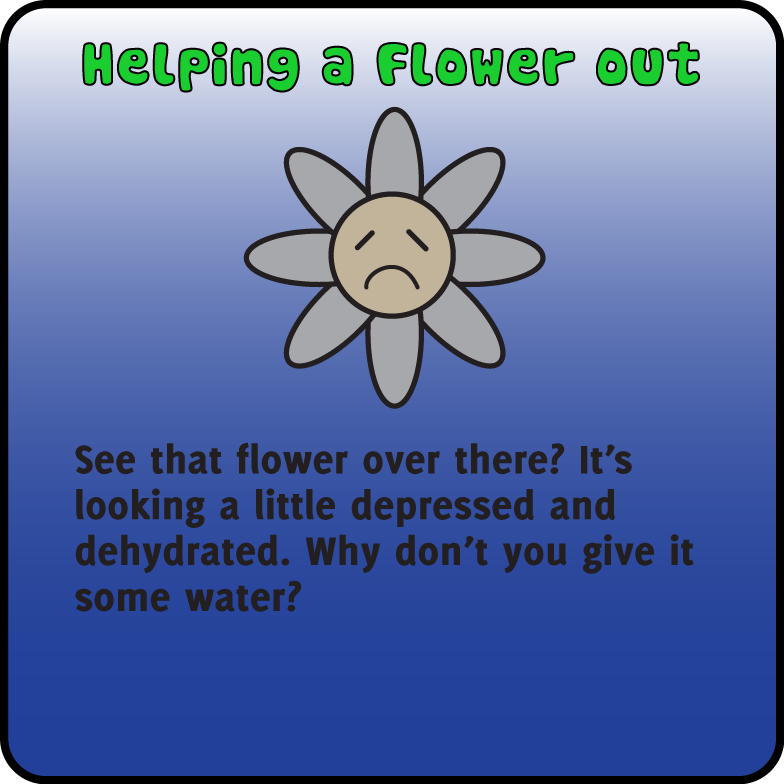 Helping a Flower out
See that flower over there? It's
looking a little depressed and
dehydrated. Why don't you give it
some water?